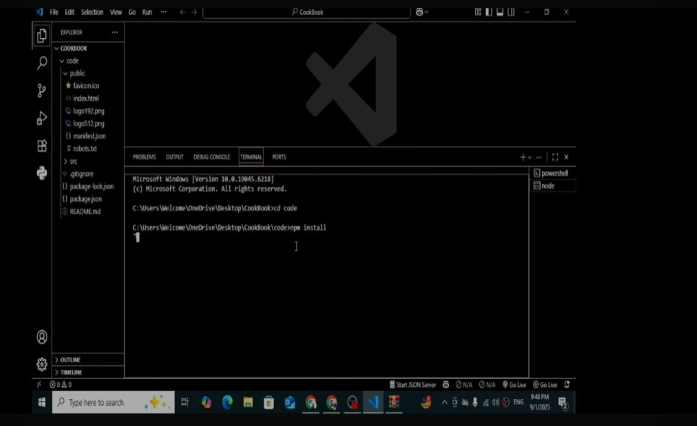 File Edit Selection View Go Run ... ← → CookBook
EXPLORER ...
COOKBOOK
code
public
favicon.ico
index.html
logo192.png
logo512.png
{} manifest.json
robots.txt
src
.gitignore
{} package-lock.json
{} package.json
README.md
OUTLINE
TIMELINE
PROBLEMS OUTPUT DEBUG CONSOLE TERMINAL PORTS
Microsoft Windows [Version 10.0.19045.6218]
(c) Microsoft Corporation. All rights reserved.
C:\Users\Welcome\OneDrive\Desktop\CookBook>cd code
C:\Users\Welcome\OneDrive\Desktop\CookBook\code>npm install
powershell
node
0 0 Start JSON Server N/A N/A Go Live Go Live
Type here to search
ENG
9:48 PM
9/1/2025